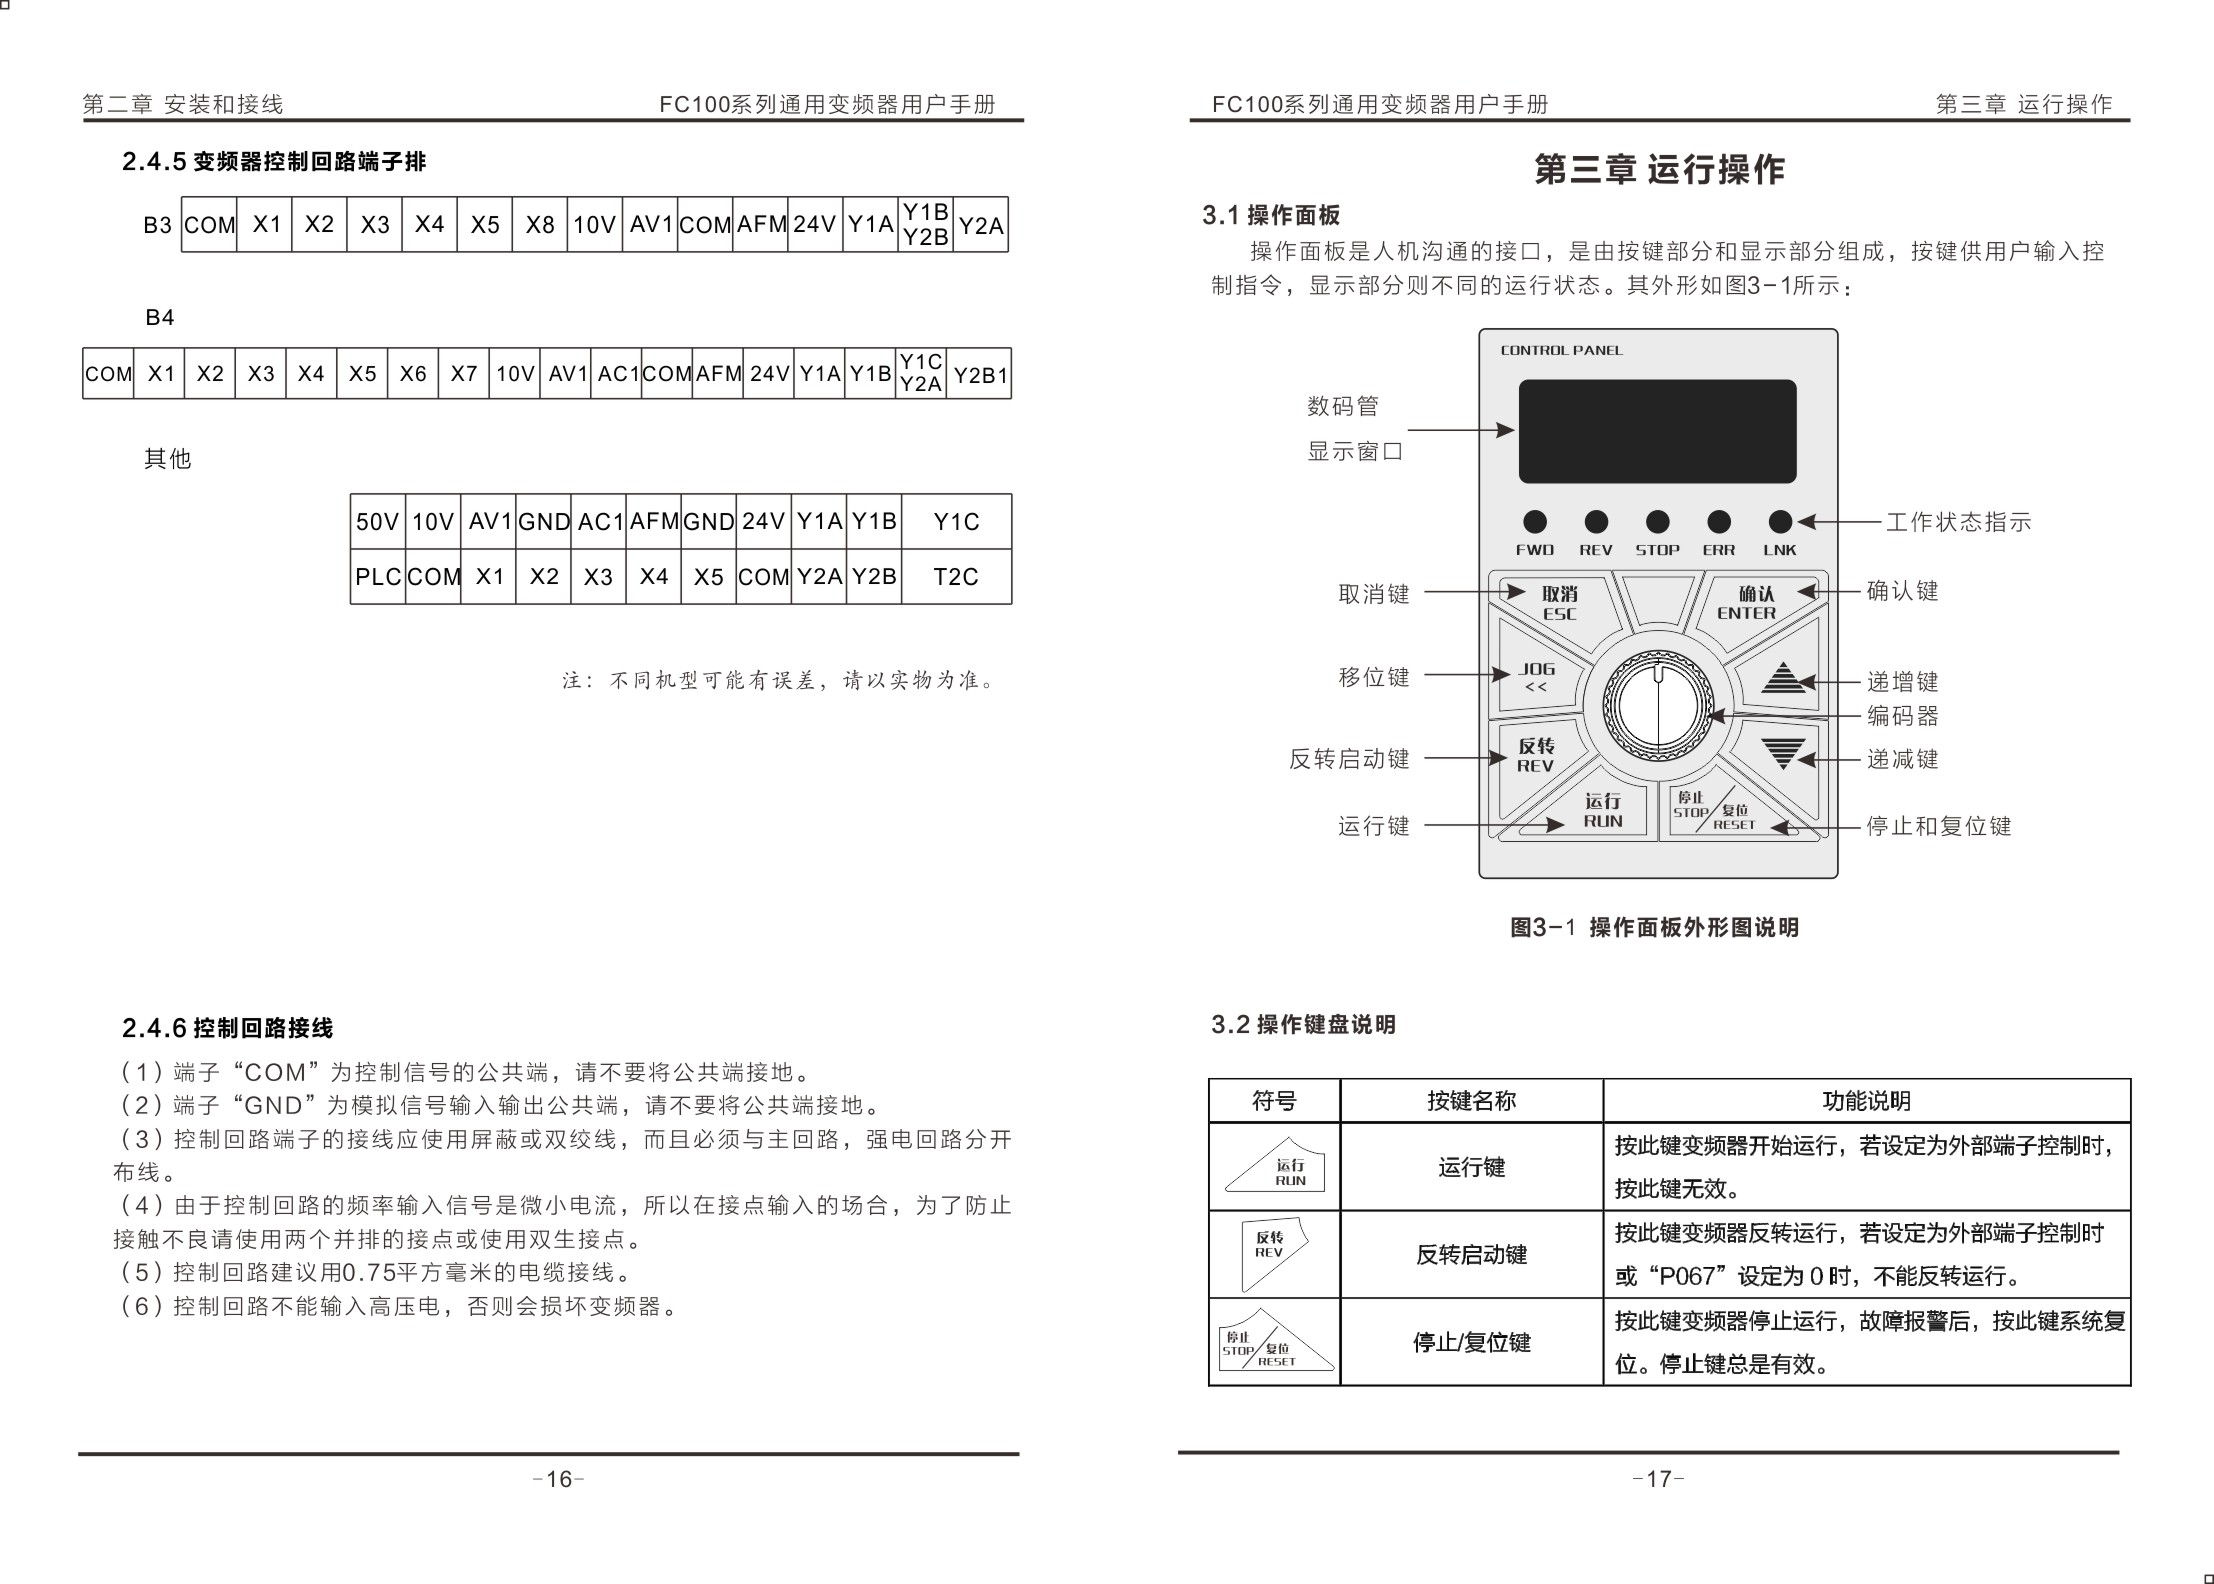 第二章 安装和接线 FC100系列通用变频器用户手册
2.4.5 变频器控制回路端子排
B3 COM X1 X2 X3 X4 X5 X8 10V AV1 COM AFM 24V Y1A Y1B Y2B Y2A
B4
COM X1 X2 X3 X4 X5 X6 X7 10V AV1 AC1 COM AFM 24V Y1A Y1B Y1C Y2A Y2B1
其他
50V 10V AV1 GND AC1 AFM GND 24V Y1A Y1B Y1C
PLC COM X1 X2 X3 X4 X5 COM Y2A Y2B T2C
注：不同机型可能有误差，请以实物为准。
2.4.6 控制回路接线
（1）端子“COM”为控制信号的公共端，请不要将公共端接地。
（2）端子“GND”为模拟信号输入输出公共端，请不要将公共端接地。
（3）控制回路端子的接线应使用屏蔽或双绞线，而且必须与主回路，强电回路分开
布线。
（4）由于控制回路的频率输入信号是微小电流，所以在接点输入的场合，为了防止
接触不良请使用两个并排的接点或使用双生接点。
（5）控制回路建议用0.75平方毫米的电缆接线。
（6）控制回路不能输入高压电，否则会损坏变频器。
-16-
FC100系列通用变频器用户手册 第三章 运行操作
第三章 运行操作
3.1 操作面板
操作面板是人机沟通的接口，是由按键部分和显示部分组成，按键供用户输入控
制指令，显示部分则不同的运行状态。其外形如图3-1所示：
CONTROL PANEL
数码管
显示窗口
工作状态指示
FWD REV STOP ERR LNK
取消键 取消 ESC 确认 ENTER 确认键
移位键 JOG << 递增键
编码器
反转启动键 反转 REV 递减键
运行键 运行 RUN 停止 STOP/复位 RESET 停止和复位键
图3-1 操作面板外形图说明
3.2 操作键盘说明
符号 按键名称 功能说明
运行 RUN 运行键 按此键变频器开始运行，若设定为外部端子控制时，
按此键无效。
反转 REV 反转启动键 按此键变频器反转运行，若设定为外部端子控制时
或“P067”设定为 0 时，不能反转运行。
停止 STOP/复位 RESET 停止/复位键 按此键变频器停止运行，故障报警后，按此键系统复
位。停止键总是有效。
-17-